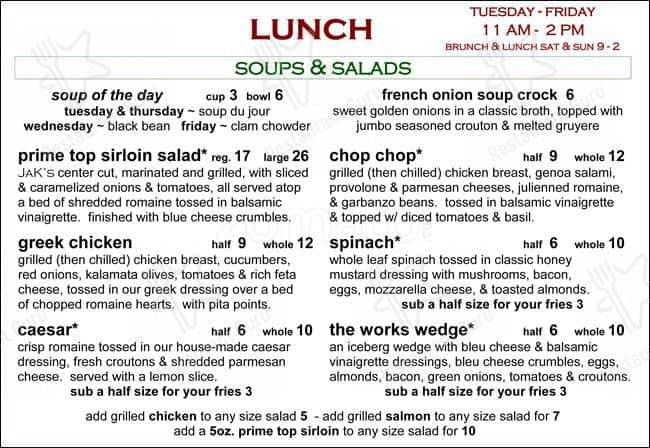 LUNCH
TUESDAY - FRIDAY
11 AM - 2 PM
BRUNCH & LUNCH SAT & SUN 9 - 2
SOUPS & SALADS
soup of the day cup 3 bowl 6
tuesday & thursday ~ soup du jour
wednesday ~ black bean friday ~ clam chowder
french onion soup crock 6
sweet golden onions in a classic broth, topped with
jumbo seasoned crouton & melted gruyere
prime top sirloin salad* reg. 17 large 26
JAK'S center cut, marinated and grilled, with sliced
& caramelized onions & tomatoes, all served atop
a bed of shredded romaine tossed in balsamic
vinaigrette. finished with blue cheese crumbles.
chop chop* half 9 whole 12
grilled (then chilled) chicken breast, genoa salami,
provolone & parmesan cheeses, julienned romaine,
& garbanzo beans. tossed in balsamic vinaigrette
& topped w/ diced tomatoes & basil.
greek chicken half 9 whole 12
grilled (then chilled) chicken breast, cucumbers,
red onions, kalamata olives, tomatoes & rich feta
cheese, tossed in our greek dressing over a bed
of chopped romaine hearts. with pita points.
spinach* half 6 whole 10
whole leaf spinach tossed in classic honey
mustard dressing with mushrooms, bacon,
eggs, mozzarella cheese, & toasted almonds.
sub a half size for your fries 3
caesar* half 6 whole 10
crisp romaine tossed in our house-made caesar
dressing, fresh croutons & shredded parmesan
cheese. served with a lemon slice.
sub a half size for your fries 3
the works wedge* half 6 whole 10
an iceberg wedge with bleu cheese & balsamic
vinaigrette dressings, bleu cheese crumbles, eggs,
almonds, bacon, green onions, tomatoes & croutons.
sub a half size for your fries 3
add grilled chicken to any size salad 5 - add grilled salmon to any size salad for 7
add a 5oz. prime top sirloin to any size salad for 10
zomato
Restaurant Guru